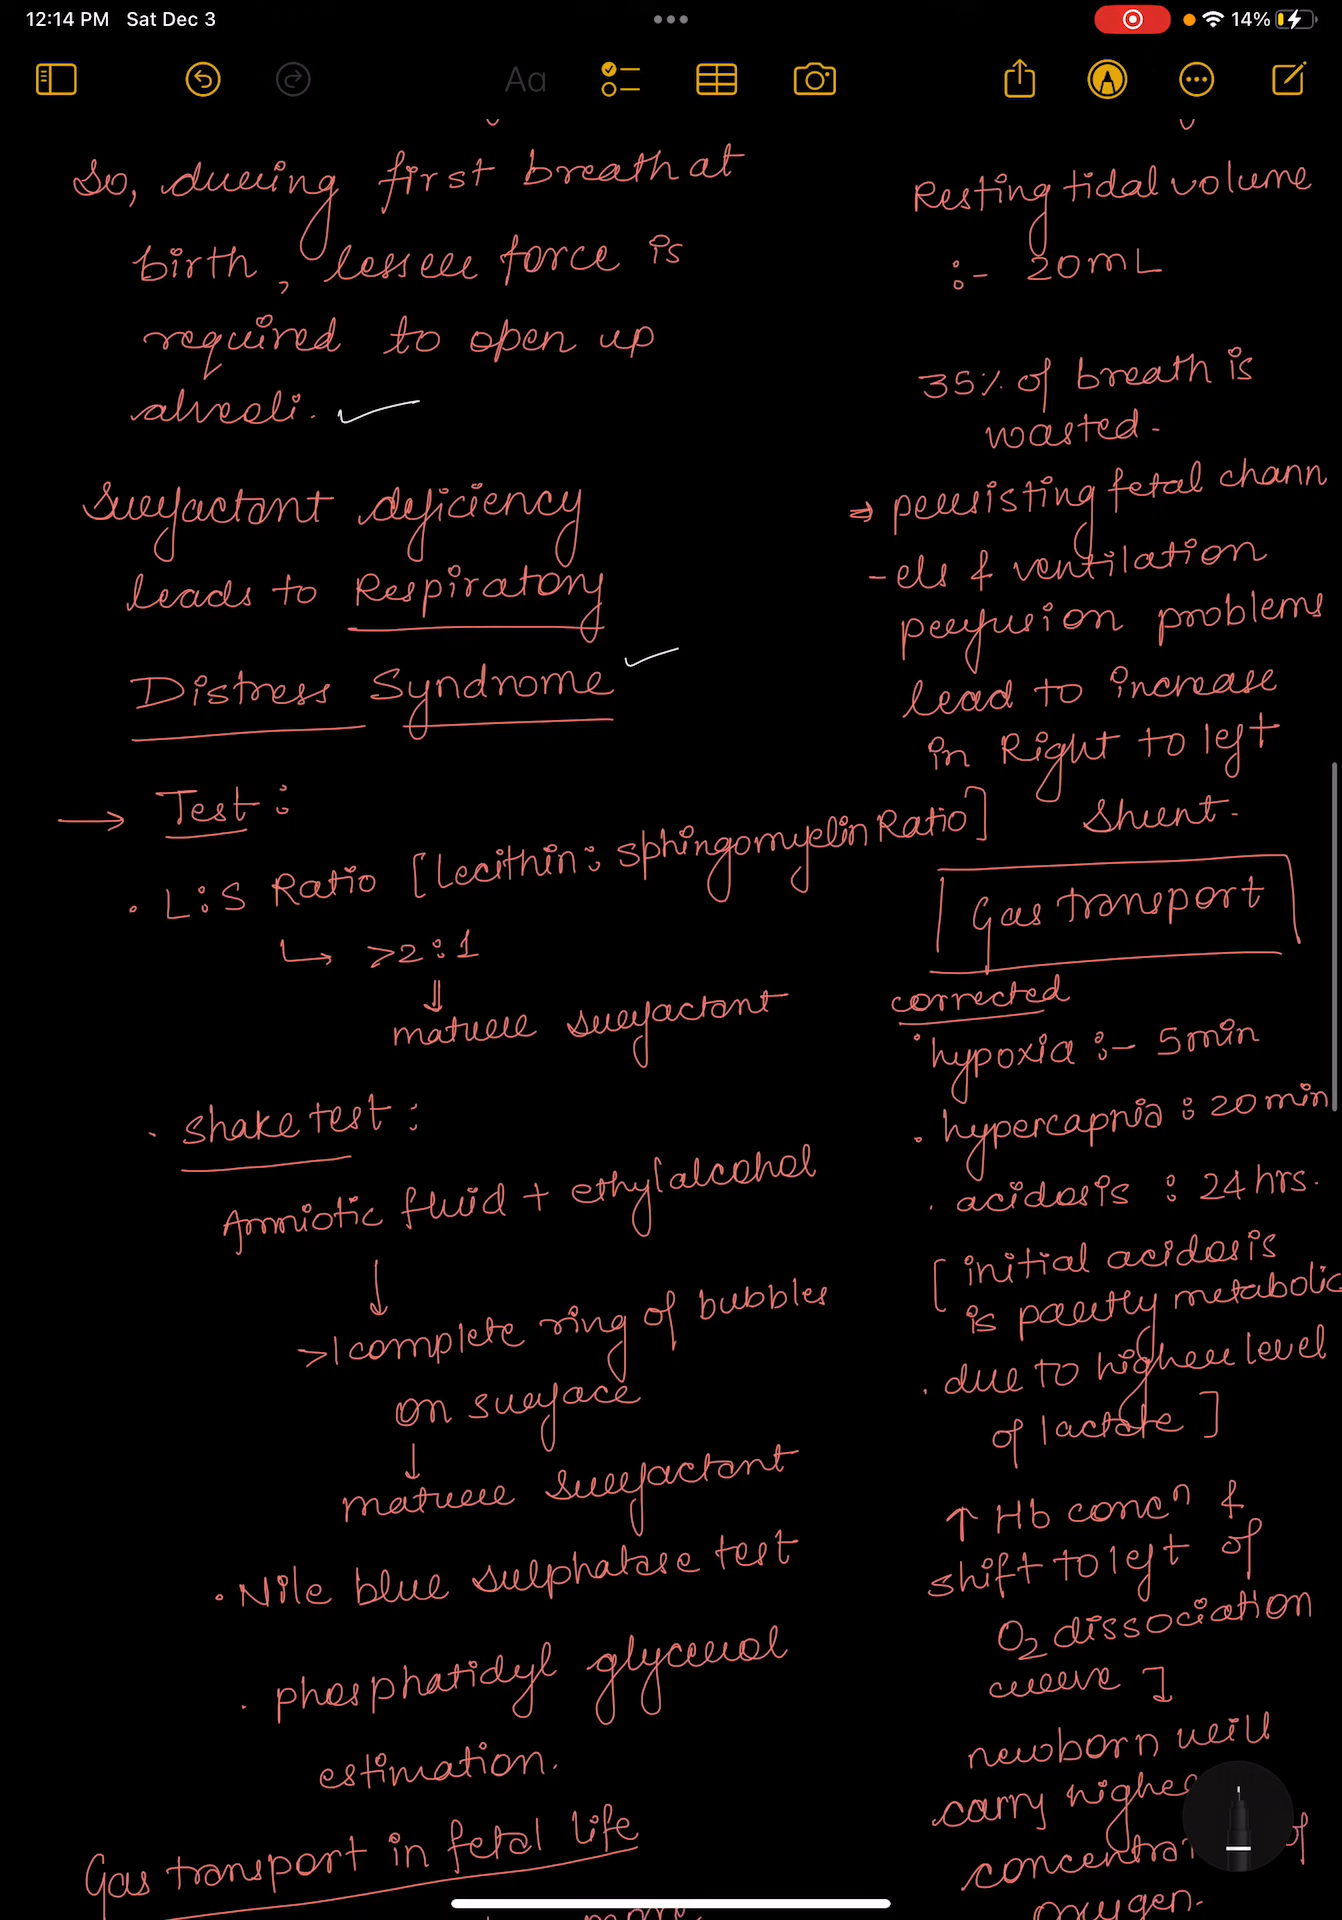 12:14 PM Sat Dec 3
14%
Aa
So, during first breath at
birth, lesser force is
required to open up
alveoli.
Surfactant deficiency
leads to Respiratory
Distress Syndrome
→ Test:
· L:S Ratio [Lecithin: Sphingomyelin Ratio]
↳ >2:1
⇓
mature surfactant
· Shake test:
Amniotic fluid + ethylalcohol
↓
>1 complete ring of bubbles
on surface
↓
mature surfactant
· Nile blue sulphatase test
· phosphatidyl glycerol
estimation.
Gas transport in fetal life
Resting tidal volume
:- 20mL
35% of breath is
wasted.
⇒ persisting fetal chann
-els & ventilation
perfusion problems
lead to increase
in Right to left
Shunt.
Gas transport
corrected
· hypoxia :- 5min
· hypercapnia : 20min
· acidosis : 24hrs.
[ initial acidosis
is partly metabolic
· due to higher level
of lactate ]
↑ Hb concⁿ &
shift to left of
O₂ dissociation
curve ]
newborn will
carry
of
oxygen.